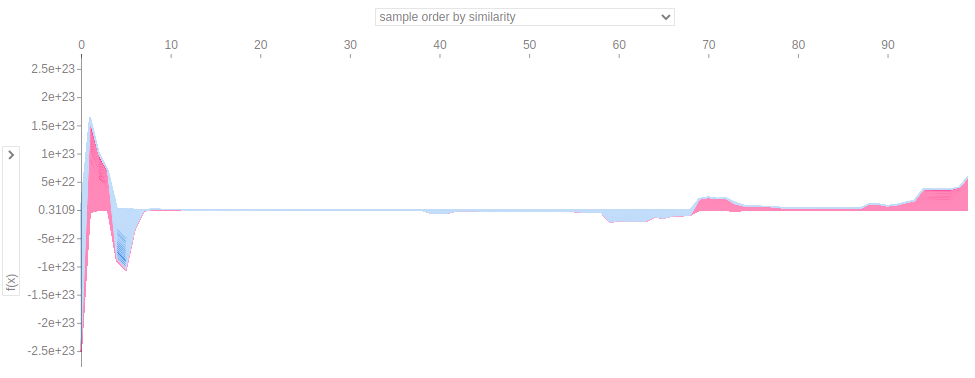 sample order by similarity
0 10 20 30 40 50 60 70 80 90
2.5e+23
2e+23
1.5e+23
1e+23
5e+22
0.3109
-5e+22
-1e+23
-1.5e+23
-2e+23
-2.5e+23
f(x)